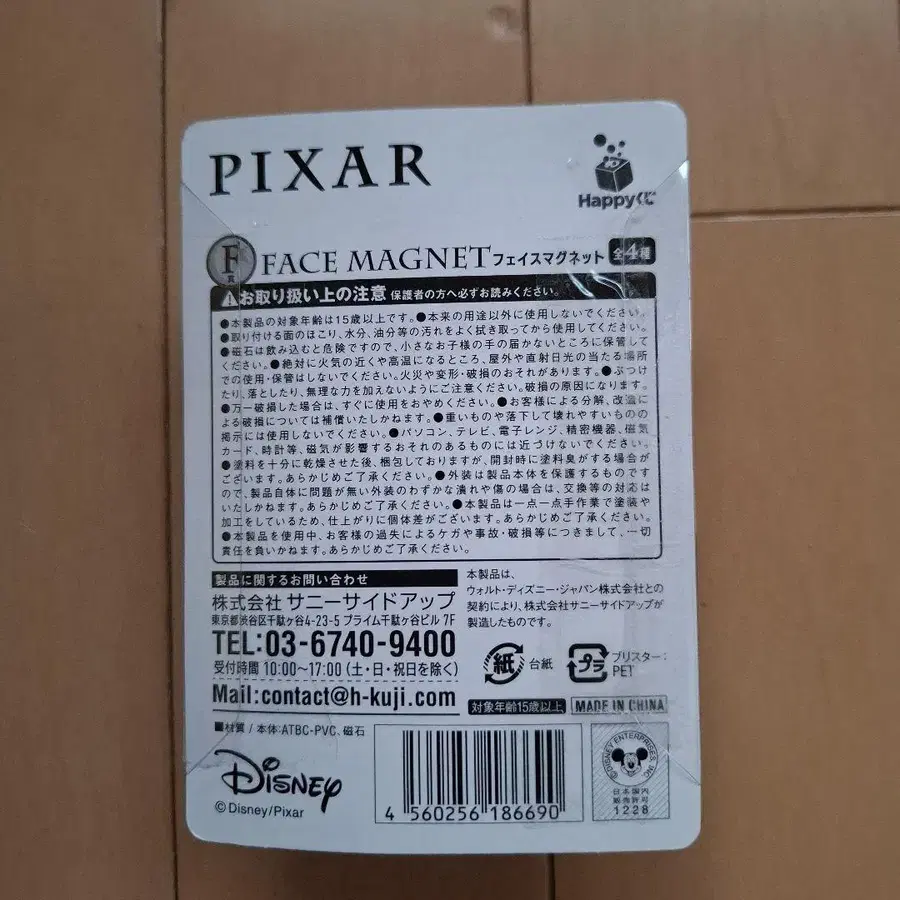 PIXAR
Happyくじ
F賞 FACE MAGNET フェイスマグネット 全4種
お取り扱い上の注意 保護者の方へ必ずお読みください。
●本製品の対象年齢は15歳以上です。●本来の用途以外に使用しないでください。
●取り付ける面のほこり、水分、油分等の汚れをよく拭き取ってから使用してください。
●磁石は飲み込むと危険ですので、小さなお子様の手の届かないところに保管して
ください。●絶対に火気の近くや高温になるところ、屋外や直射日光の当たる場所
での使用・保管はしないでください。火災や変形・破損のおそれがあります。●ぶつけ
たり、落としたり、無理な力を加えないようにご注意ください。破損の原因になります。
●万一破損した場合は、すぐに使用をおやめください。●お客様による分解、改造に
よる破損については補償いたしかねます。●重いものや落下して壊れやすいものの
掲示には使用しないでください。●パソコン、テレビ、電子レンジ、精密機器、磁気
カード、時計等、磁気が影響するおそれのあるものには近づけないでください。
●塗料を十分に乾燥させた後、梱包しておりますが、開封時に塗料臭がする場合が
ございます。あらかじめご了承ください。●外装は製品本体を保護するものです
ので、製品自体に問題が無い外装のわずかな潰れや傷の場合は、交換等の対応は
いたしかねます。あらかじめご了承ください。●本製品は一点一点手作業で塗装や
加工をしているため、仕上がりに個体差がございます。あらかじめご了承ください。
●本製品を使用中、お客様の過失によるケガや事故・破損等につきまして、一切
責任を負いかねます。あらかじめご了承ください。
製品に関するお問い合わせ
株式会社 サニーサイドアップ
東京都渋谷区千駄ヶ谷4-23-5 プライム千駄ヶ谷ビル 7F
TEL:03-6740-9400
受付時間 10:00〜17:00（土・日・祝日を除く）
Mail:contact@h-kuji.com
本製品は、
ウォルト・ディズニー・ジャパン株式会社との
契約により、株式会社サニーサイドアップが
製造したものです。
紙 台紙
プラ ブリスター:
PET
対象年齢15歳以上 MADE IN CHINA
■材質/本体:ATBC-PVC、磁石
Disney
©Disney/Pixar
4 560256 186690
©DISNEY ENTERPRISES, INC.
日本国内
販売許可
1228